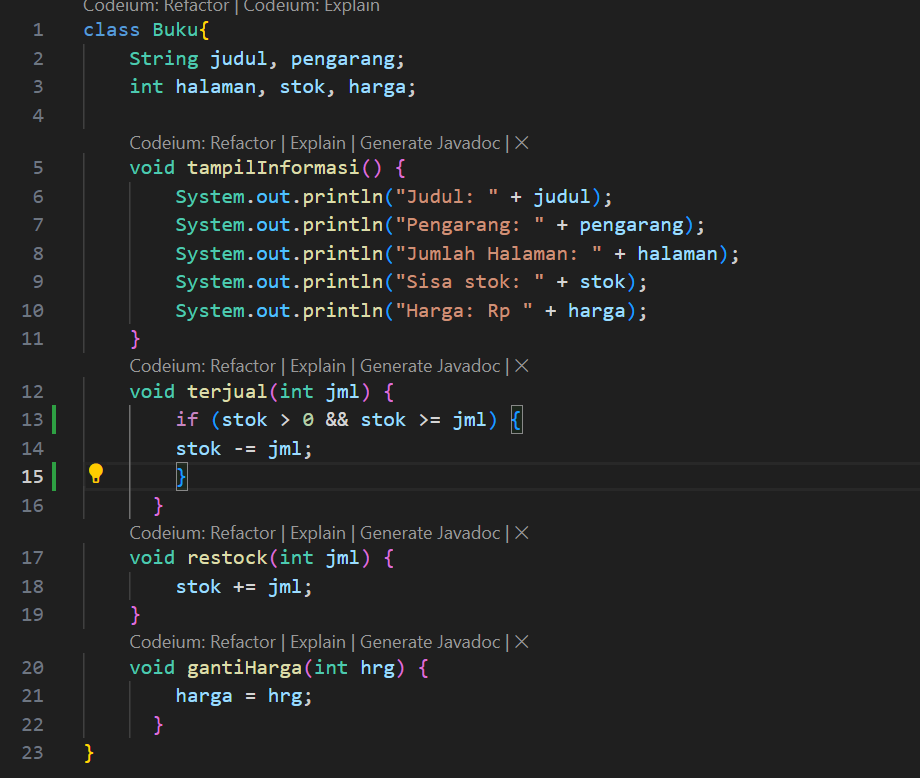 Codeium: Refactor | Codeium: Explain
1 class Buku{
2 String judul, pengarang;
3 int halaman, stok, harga;
4
Codeium: Refactor | Explain | Generate Javadoc | ×
5 void tampilInformasi() {
6 System.out.println("Judul: " + judul);
7 System.out.println("Pengarang: " + pengarang);
8 System.out.println("Jumlah Halaman: " + halaman);
9 System.out.println("Sisa stok: " + stok);
10 System.out.println("Harga: Rp " + harga);
11 }
Codeium: Refactor | Explain | Generate Javadoc | ×
12 void terjual(int jml) {
13 if (stok > 0 && stok >= jml) {
14 stok -= jml;
15 }
16 }
Codeium: Refactor | Explain | Generate Javadoc | ×
17 void restock(int jml) {
18 stok += jml;
19 }
Codeium: Refactor | Explain | Generate Javadoc | ×
20 void gantiHarga(int hrg) {
21 harga = hrg;
22 }
23 }